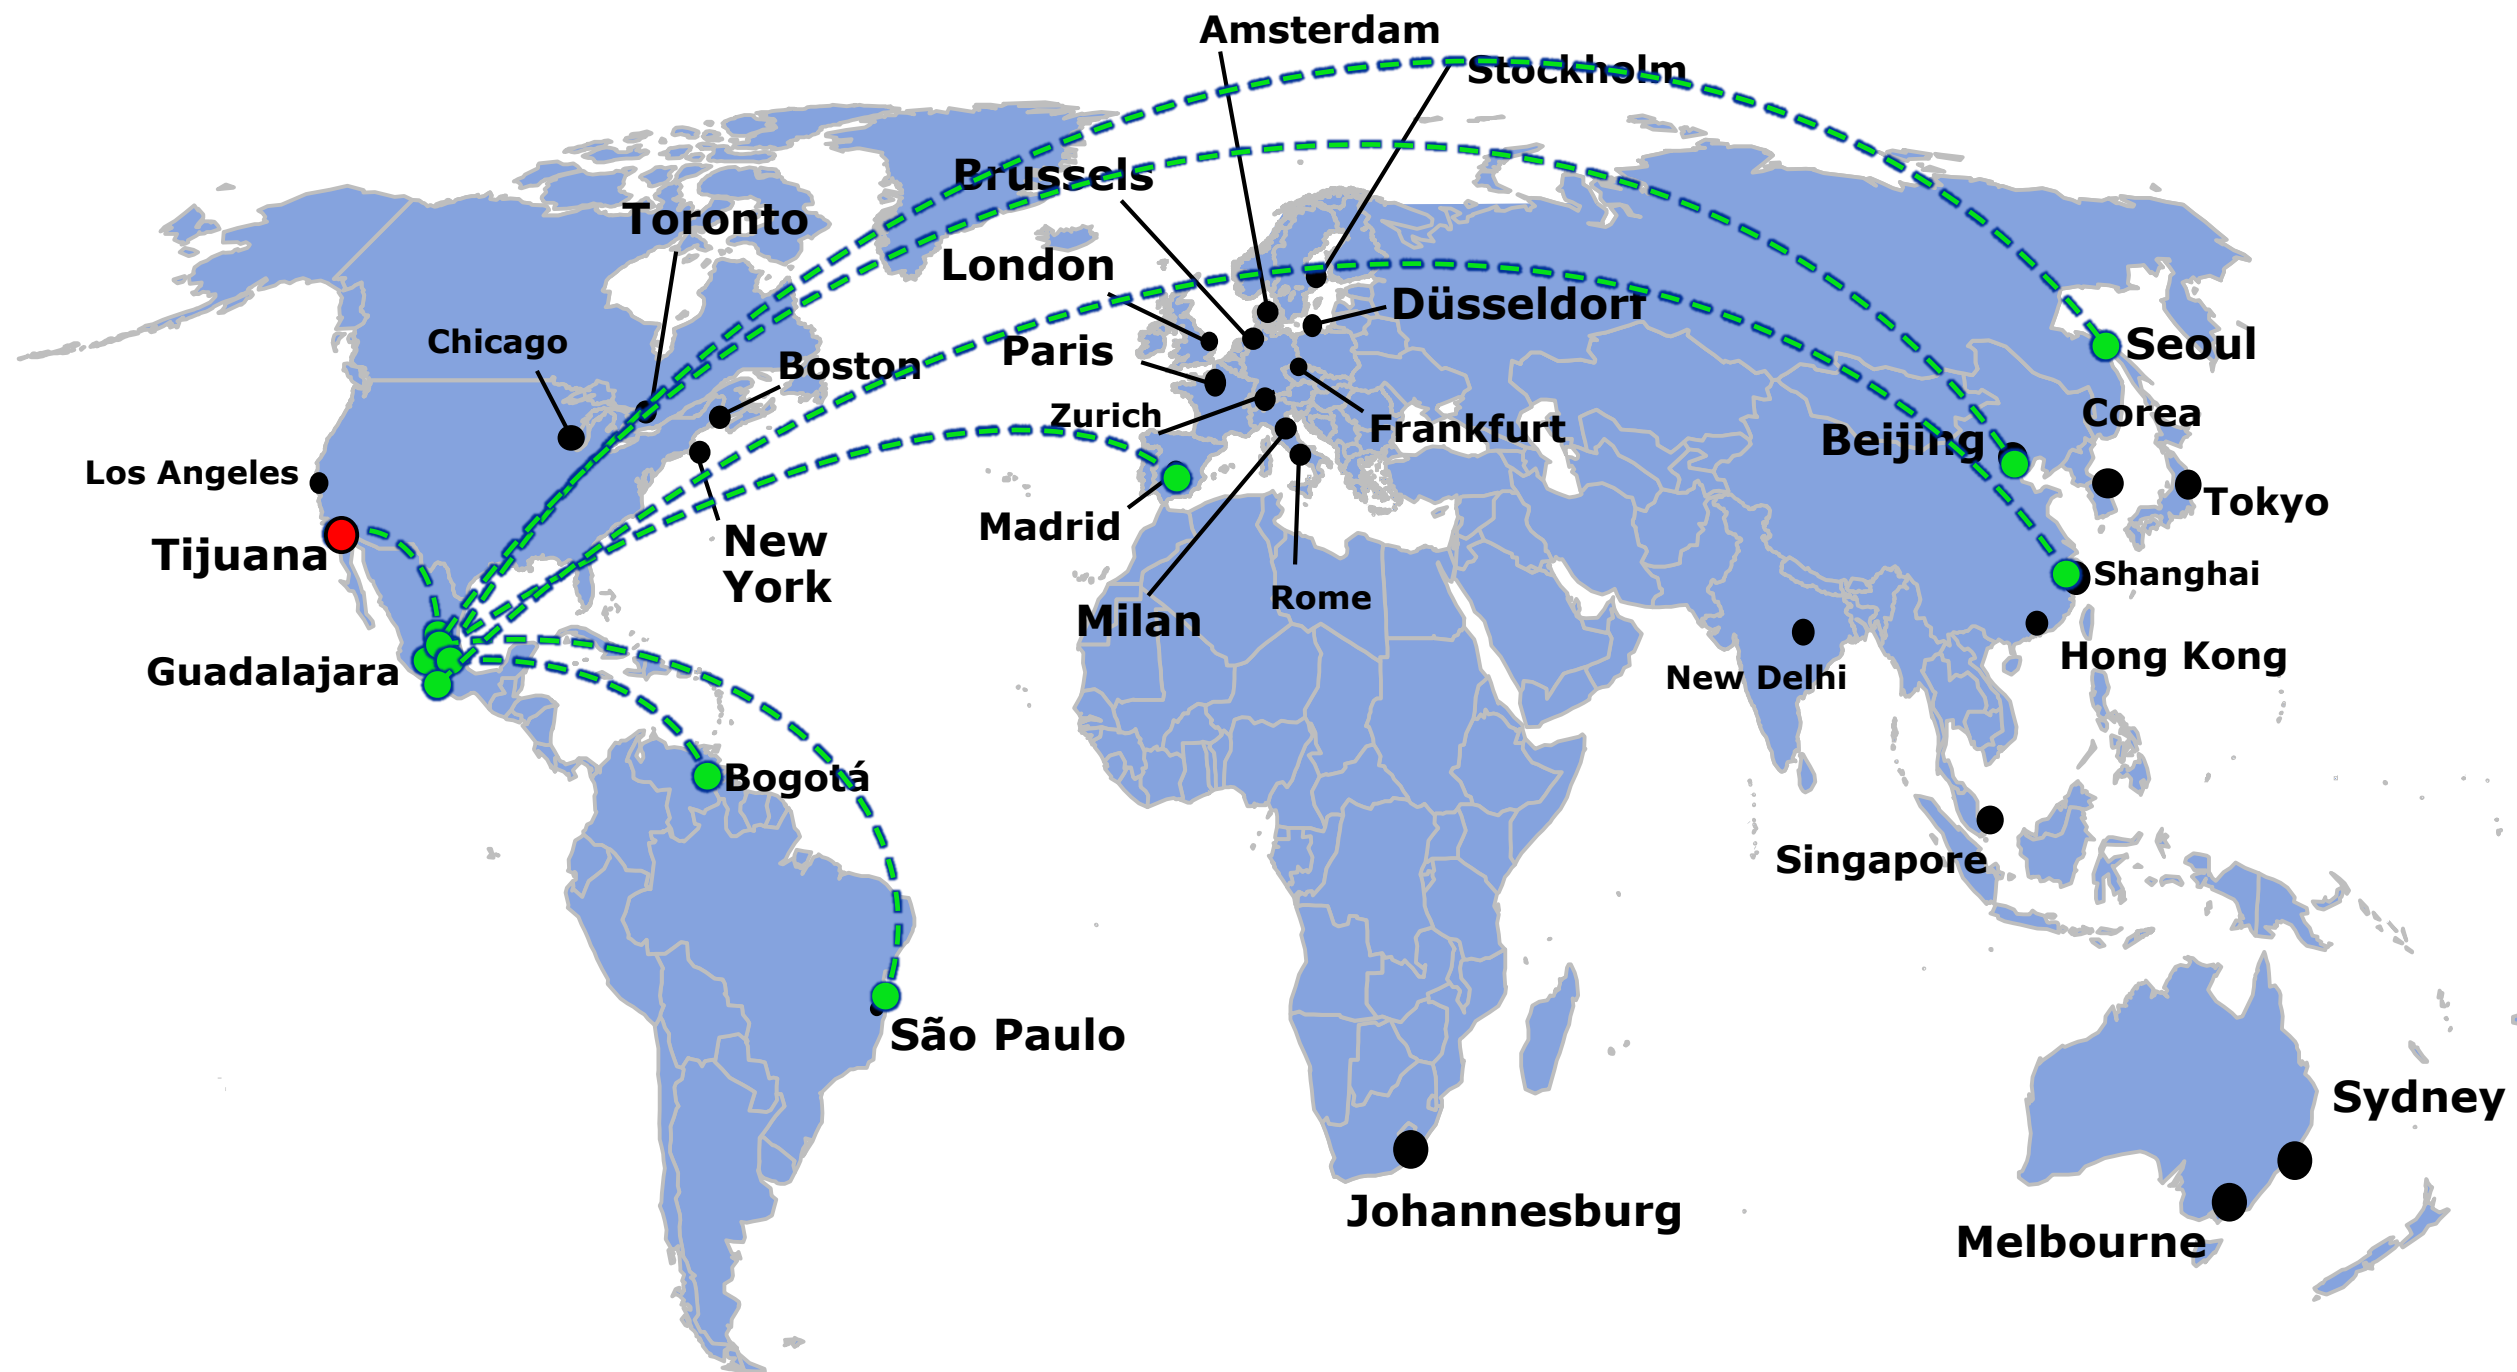 Amsterdam
Stockholm
Brussels
Toronto
London
Düsseldorf
Chicago
Paris
Boston
Seoul
Zurich
Corea
Frankfurt
Beijing
Los Angeles
Tokyo
Madrid
Tijuana
New
York
Shanghai
Rome
Milan
Guadalajara
Hong Kong
New Delhi
Bogotá
Singapore
São Paulo
Sydney
Johannesburg
Melbourne